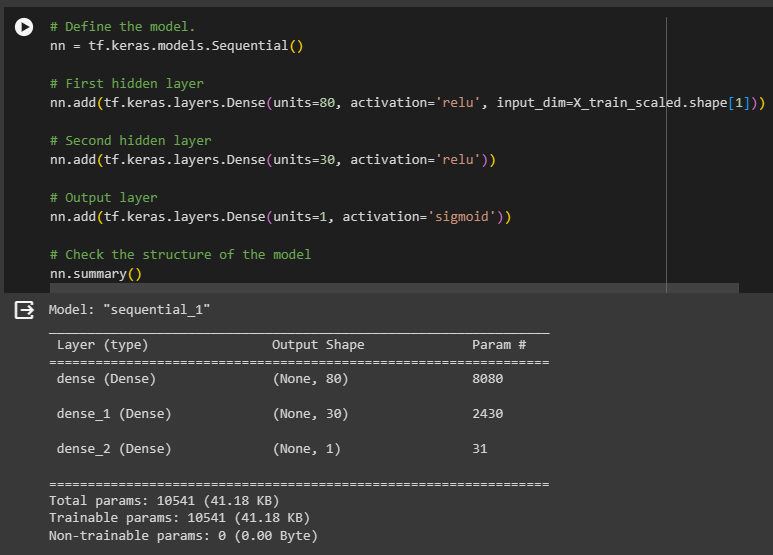 # Define the model.
nn = tf.keras.models.Sequential()
# First hidden layer
nn.add(tf.keras.layers.Dense(units=80, activation='relu', input_dim=X_train_scaled.shape[1]))
# Second hidden layer
nn.add(tf.keras.layers.Dense(units=30, activation='relu'))
# Output layer
nn.add(tf.keras.layers.Dense(units=1, activation='sigmoid'))
# Check the structure of the model
nn.summary()
Model: "sequential_1"
_________________________________________________________________
Layer (type) Output Shape Param #
=================================================================
dense (Dense) (None, 80) 8080
dense_1 (Dense) (None, 30) 2430
dense_2 (Dense) (None, 1) 31
=================================================================
Total params: 10541 (41.18 KB)
Trainable params: 10541 (41.18 KB)
Non-trainable params: 0 (0.00 Byte)